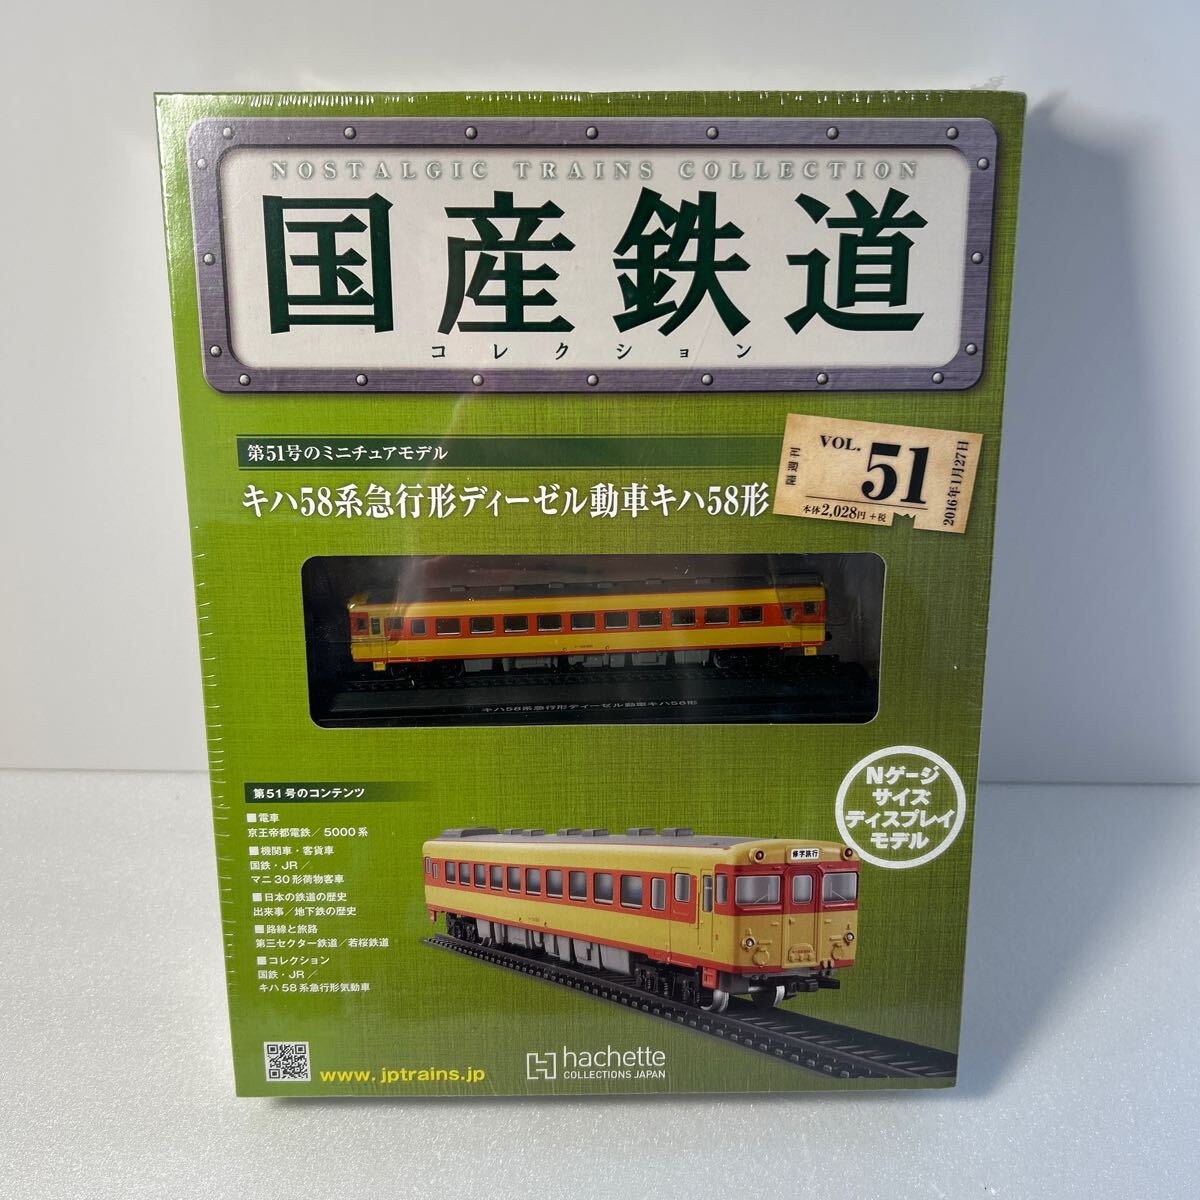 NOSTALGIC TRAINS COLLECTION
国産鉄道
コレクション
第51号のミニチュアモデル
キハ58系急行形ディーゼル動車キハ58形
隔週刊
VOL. 51
本体2,028円+税
2016年1月27日
キハ58系急行形ディーゼル動車キハ58形
Nゲージ
サイズ
ディスプレイ
モデル
第51号のコンテンツ
■電車
京王帝都電鉄/5000系
■機関車・客貨車
国鉄・JR/
マニ30形荷物客車
■日本の鉄道の歴史
出来事/地下鉄の歴史
■路線と旅路
第三セクター鉄道/若桜鉄道
■コレクション
国鉄・JR/
キハ58系急行形気動車
修学旅行
www.jptrains.jp
hachette
COLLECTIONS JAPAN